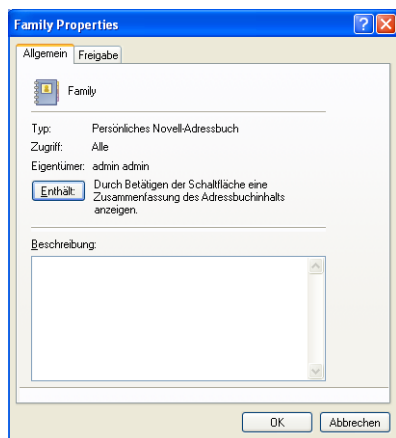 Family Properties
Allgemein Freigabe
Family
Typ: Persönliches Novell-Adressbuch
Zugriff: Alle
Eigentümer: admin admin
Enthält: Durch Betätigen der Schaltfläche eine
Zusammenfassung des Adressbuchinhalts
anzeigen.
Beschreibung:
OK Abbrechen